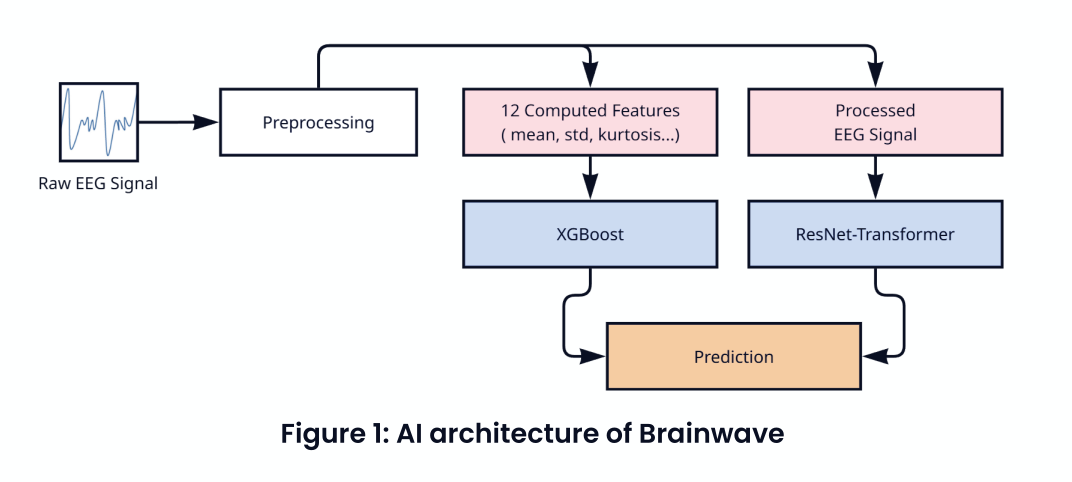 12 Computed Features
( mean, std, kurtosis...)
Processed
EEG Signal
Preprocessing
Raw EEG Signal
XGBoost
ResNet-Transformer
Prediction
Figure 1: AI architecture of Brainwave